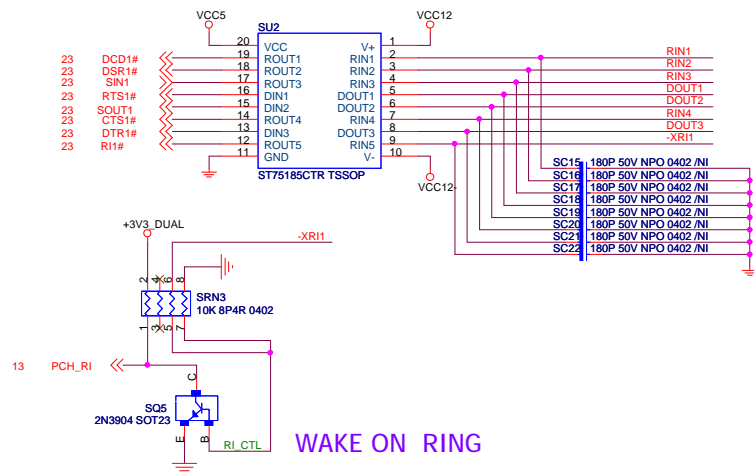 VCC5
SU2
VCC12
20 VCC V+ 1
23 DCD1# 19 ROUT1 RIN1 2 RIN1
23 DSR1# 18 ROUT2 RIN2 3 RIN2
23 SIN1 17 ROUT3 RIN3 4 RIN3
23 RTS1# 16 DIN1 DOUT1 5 DOUT1
23 SOUT1 15 DIN2 DOUT2 6 DOUT2
23 CTS1# 14 ROUT4 RIN4 7 RIN4
23 DTR1# 13 DIN3 DOUT3 8 DOUT3
23 RI1# 12 ROUT5 RIN5 9 -XRI1
11 GND V- 10
ST75185CTR TSSOP
VCC12-
SC15 180P 50V NPO 0402 /NI
SC16 180P 50V NPO 0402 /NI
SC17 180P 50V NPO 0402 /NI
SC18 180P 50V NPO 0402 /NI
SC19 180P 50V NPO 0402 /NI
SC20 180P 50V NPO 0402 /NI
SC21 180P 50V NPO 0402 /NI
SC22 180P 50V NPO 0402 /NI
+3V3_DUAL
-XRI1
2 4 6 8
SRN3
10K 8P4R 0402
1 3 5 7
13 PCH_RI
C
SQ5
2N3904 SOT23
E B
RI_CTL
WAKE ON RING